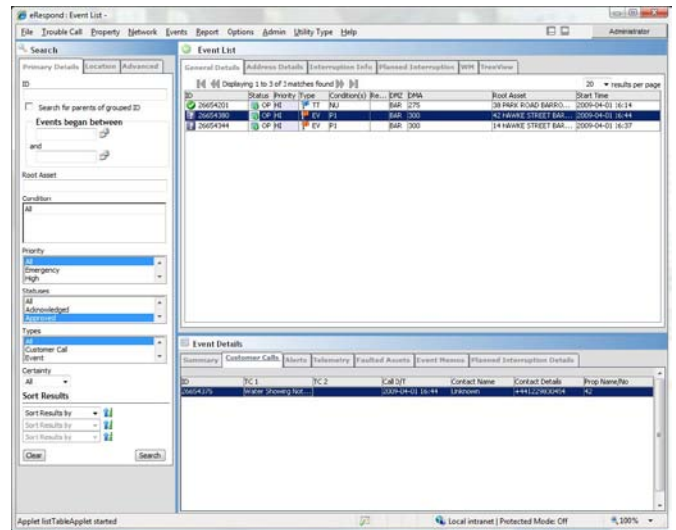 eRespond : Event List -
File Trouble Call Property Network Events Report Options Admin Utility Type Help
Administrator
Search
Primary Details Location Advanced
ID
Search for parents of grouped ID
Events began between
and
Root Asset
Condition
All
Priority
All
Emergency
High
Statuses
All
Acknowledged
Approved
Types
All
Customer Call
Event
Certainty
All
Sort Results
Sort Results by
Sort Results by
Sort Results by
Clear Search
Event List
General Details Address Details Interruption Info Planned Interruption WM TreeView
Displaying 1 to 3 of 3 matches found
20 results per page
ID Status Priority Type Condition(s) Re... DMZ DMA Root Asset Start Time
26654201 OP HI TT NU BAR 275 38 PARK ROAD BARRO... 2009-04-01 16:14
26654380 OP HI EV P1 BAR 300 42 HAWKE STREET BAR... 2009-04-01 16:44
26654344 OP HI EV P1 BAR 300 14 HAWKE STREET BAR... 2009-04-01 16:37
Event Details
Summary Customer Calls Alerts Telemetry Faulted Assets Event Memos Planned Interruption Details
ID TC 1 TC 2 Call D/T Contact Name Contact Details Prop Name/No
26654375 Water Showing Not... 2009-04-01 16:44 Unknown +441229830454 42
Applet listTableApplet started
Local intranet | Protected Mode: Off
100%